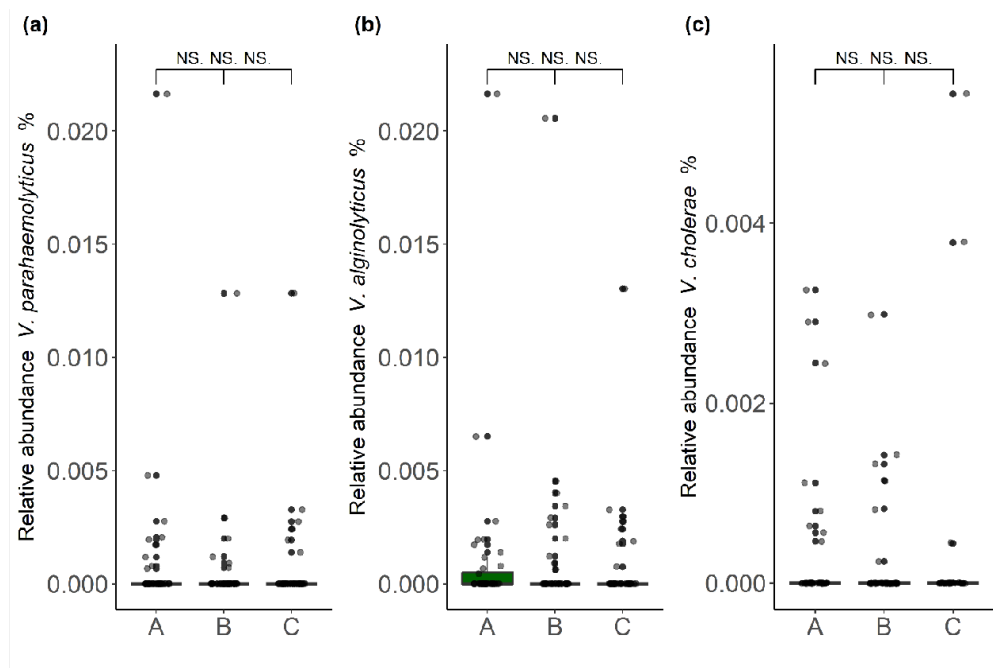 (a)
NS. NS. NS.
Relative abundance V. parahaemolyticus %
0.020
0.015
0.010
0.005
0.000
A B C
(b)
NS. NS. NS.
Relative abundance V. alginolyticus %
0.020
0.015
0.010
0.005
0.000
A B C
(c)
NS. NS. NS.
Relative abundance V. cholerae %
0.004
0.002
0.000
A B C